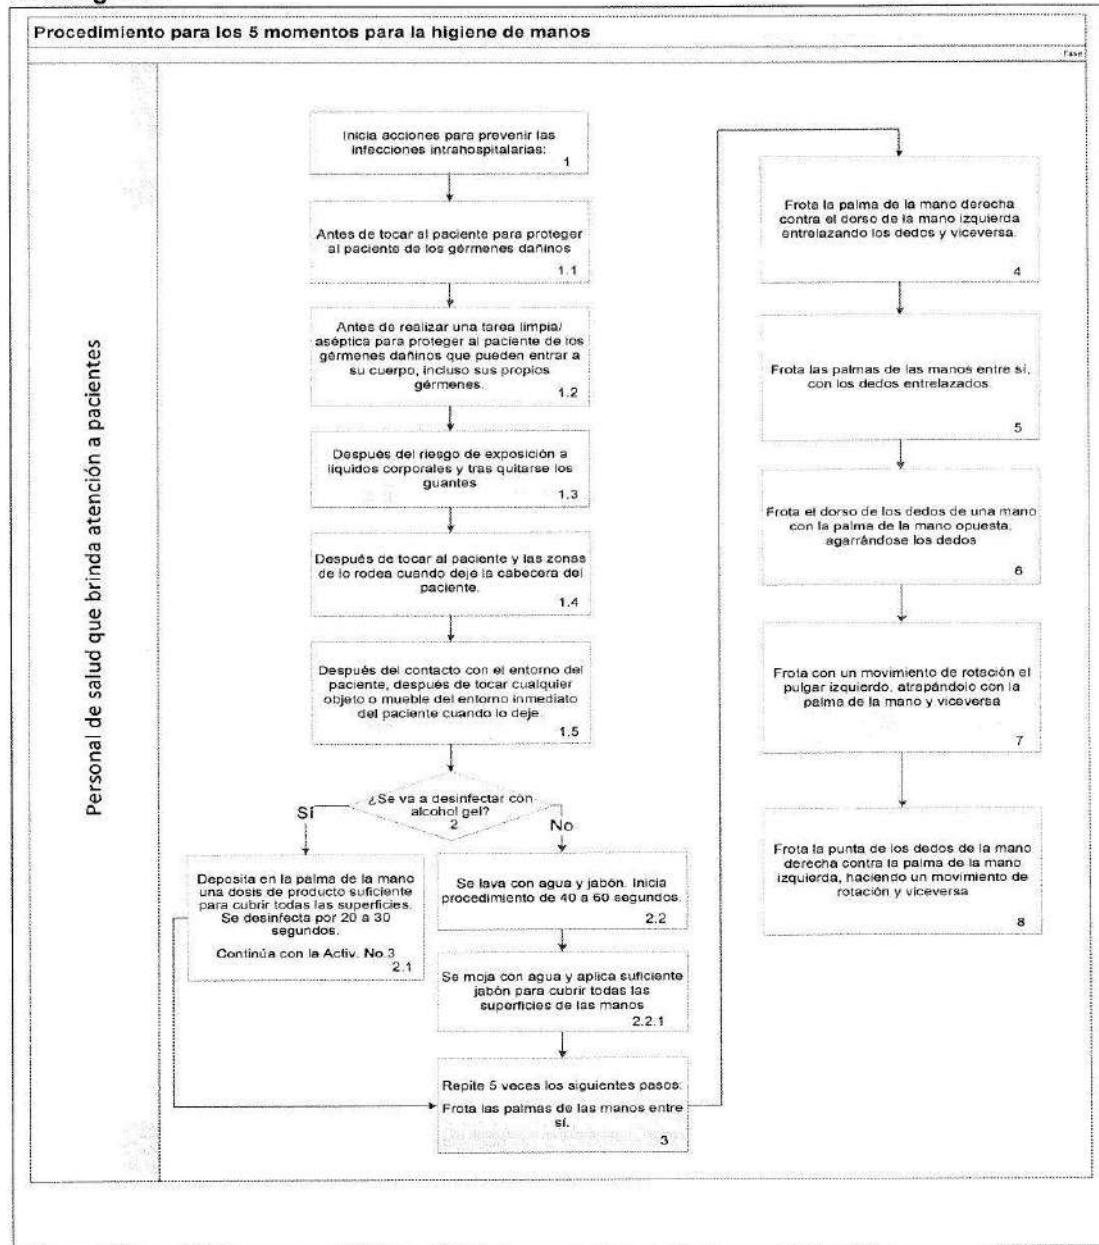 Procedimiento para los 5 momentos para la higiene de manos
Fase
Personal de salud que brinda atención a pacientes
Inicia acciones para prevenir las
infecciones intrahospitalarias:
1
Antes de tocar al paciente para proteger
al paciente de los gérmenes dañinos
1.1
Antes de realizar una tarea limpia/
aséptica para proteger al paciente de los
gérmenes dañinos que pueden entrar a
su cuerpo, incluso sus propios
gérmenes.
1.2
Después del riesgo de exposición a
líquidos corporales y tras quitarse los
guantes
1.3
Después de tocar al paciente y las zonas
de lo rodea cuando deje la cabecera del
paciente.
1.4
Después del contacto con el entorno del
paciente, después de tocar cualquier
objeto o mueble del entorno inmediato
del paciente cuando lo deje.
1.5
¿Se va a desinfectar con
alcohol gel?
2
Sí
No
Deposita en la palma de la mano
una dosis de producto suficiente
para cubrir todas las superficies.
Se desinfecta por 20 a 30
segundos.
Continúa con la Activ. No.3
2.1
Se lava con agua y jabón. Inicia
procedimiento de 40 a 60 segundos.
2.2
Se moja con agua y aplica suficiente
jabón para cubrir todas las
superficies de las manos
2.2.1
Repite 5 veces los siguientes pasos:
Frota las palmas de las manos entre
sí.
3
Frota la palma de la mano derecha
contra el dorso de la mano izquierda
entrelazando los dedos y viceversa.
4
Frota las palmas de las manos entre sí,
con los dedos entrelazados
5
Frota el dorso de los dedos de una mano
con la palma de la mano opuesta,
agarrándose los dedos
6
Frota con un movimiento de rotación el
pulgar izquierdo, atrapándolo con la
palma de la mano y viceversa
7
Frota la punta de los dedos de la mano
derecha contra la palma de la mano
izquierda, haciendo un movimiento de
rotación y viceversa
8